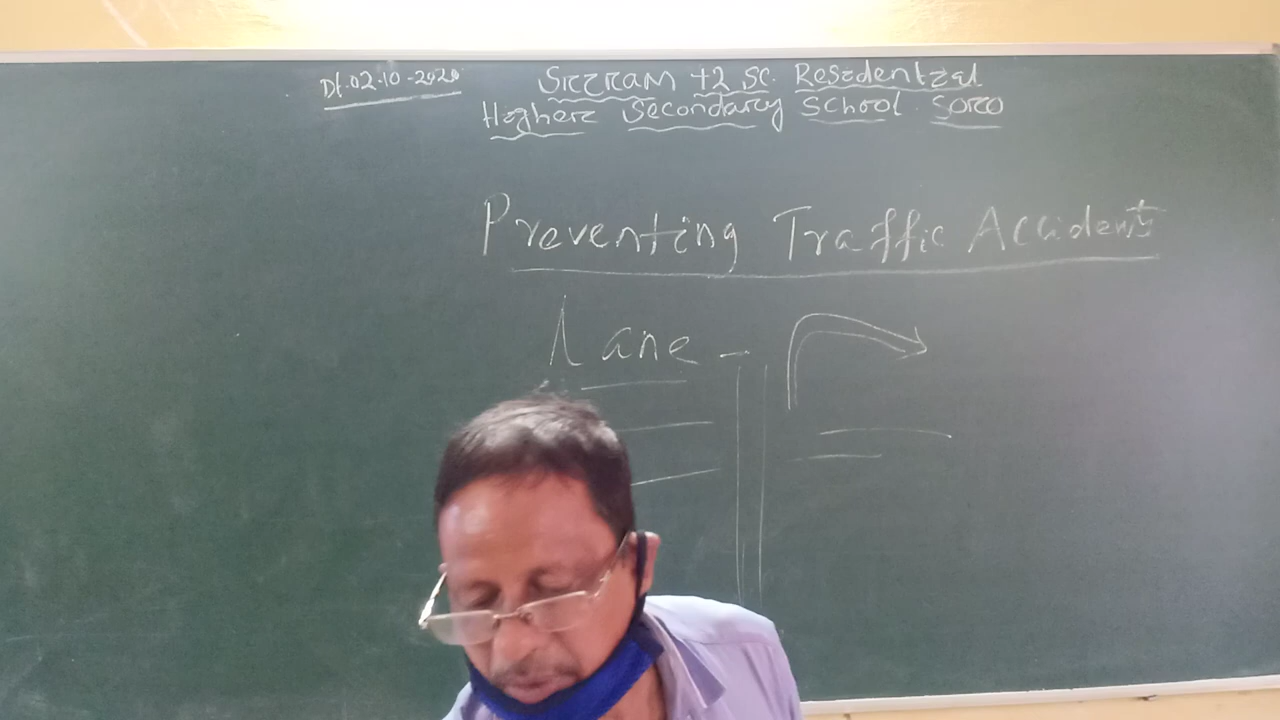 Dt.02.10.2020
SRIRAM +2 SC. Residential
Higher Secondary School. SORO
Preventing Traffic Accidents
Lane -